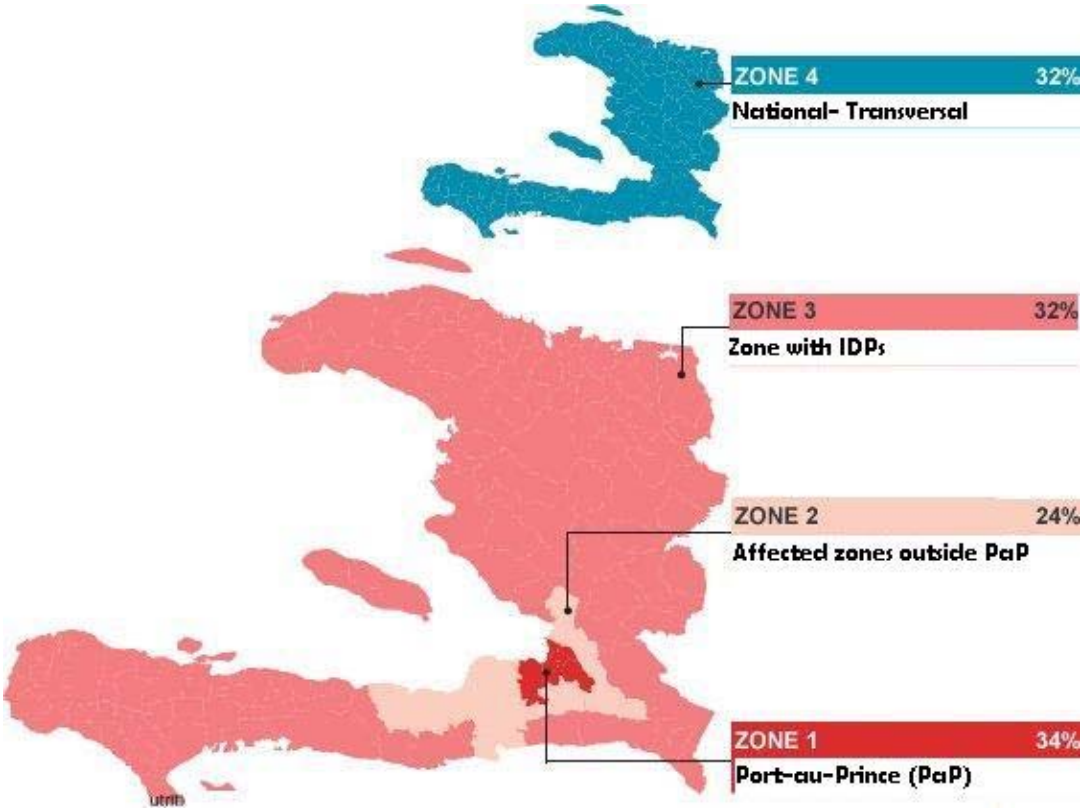 ZONE 4 32%
National- Transversal
ZONE 3 32%
Zone with IDPs
ZONE 2 24%
Affected zones outside PaP
ZONE 1 34%
Port-au-Prince (PaP)
utrib